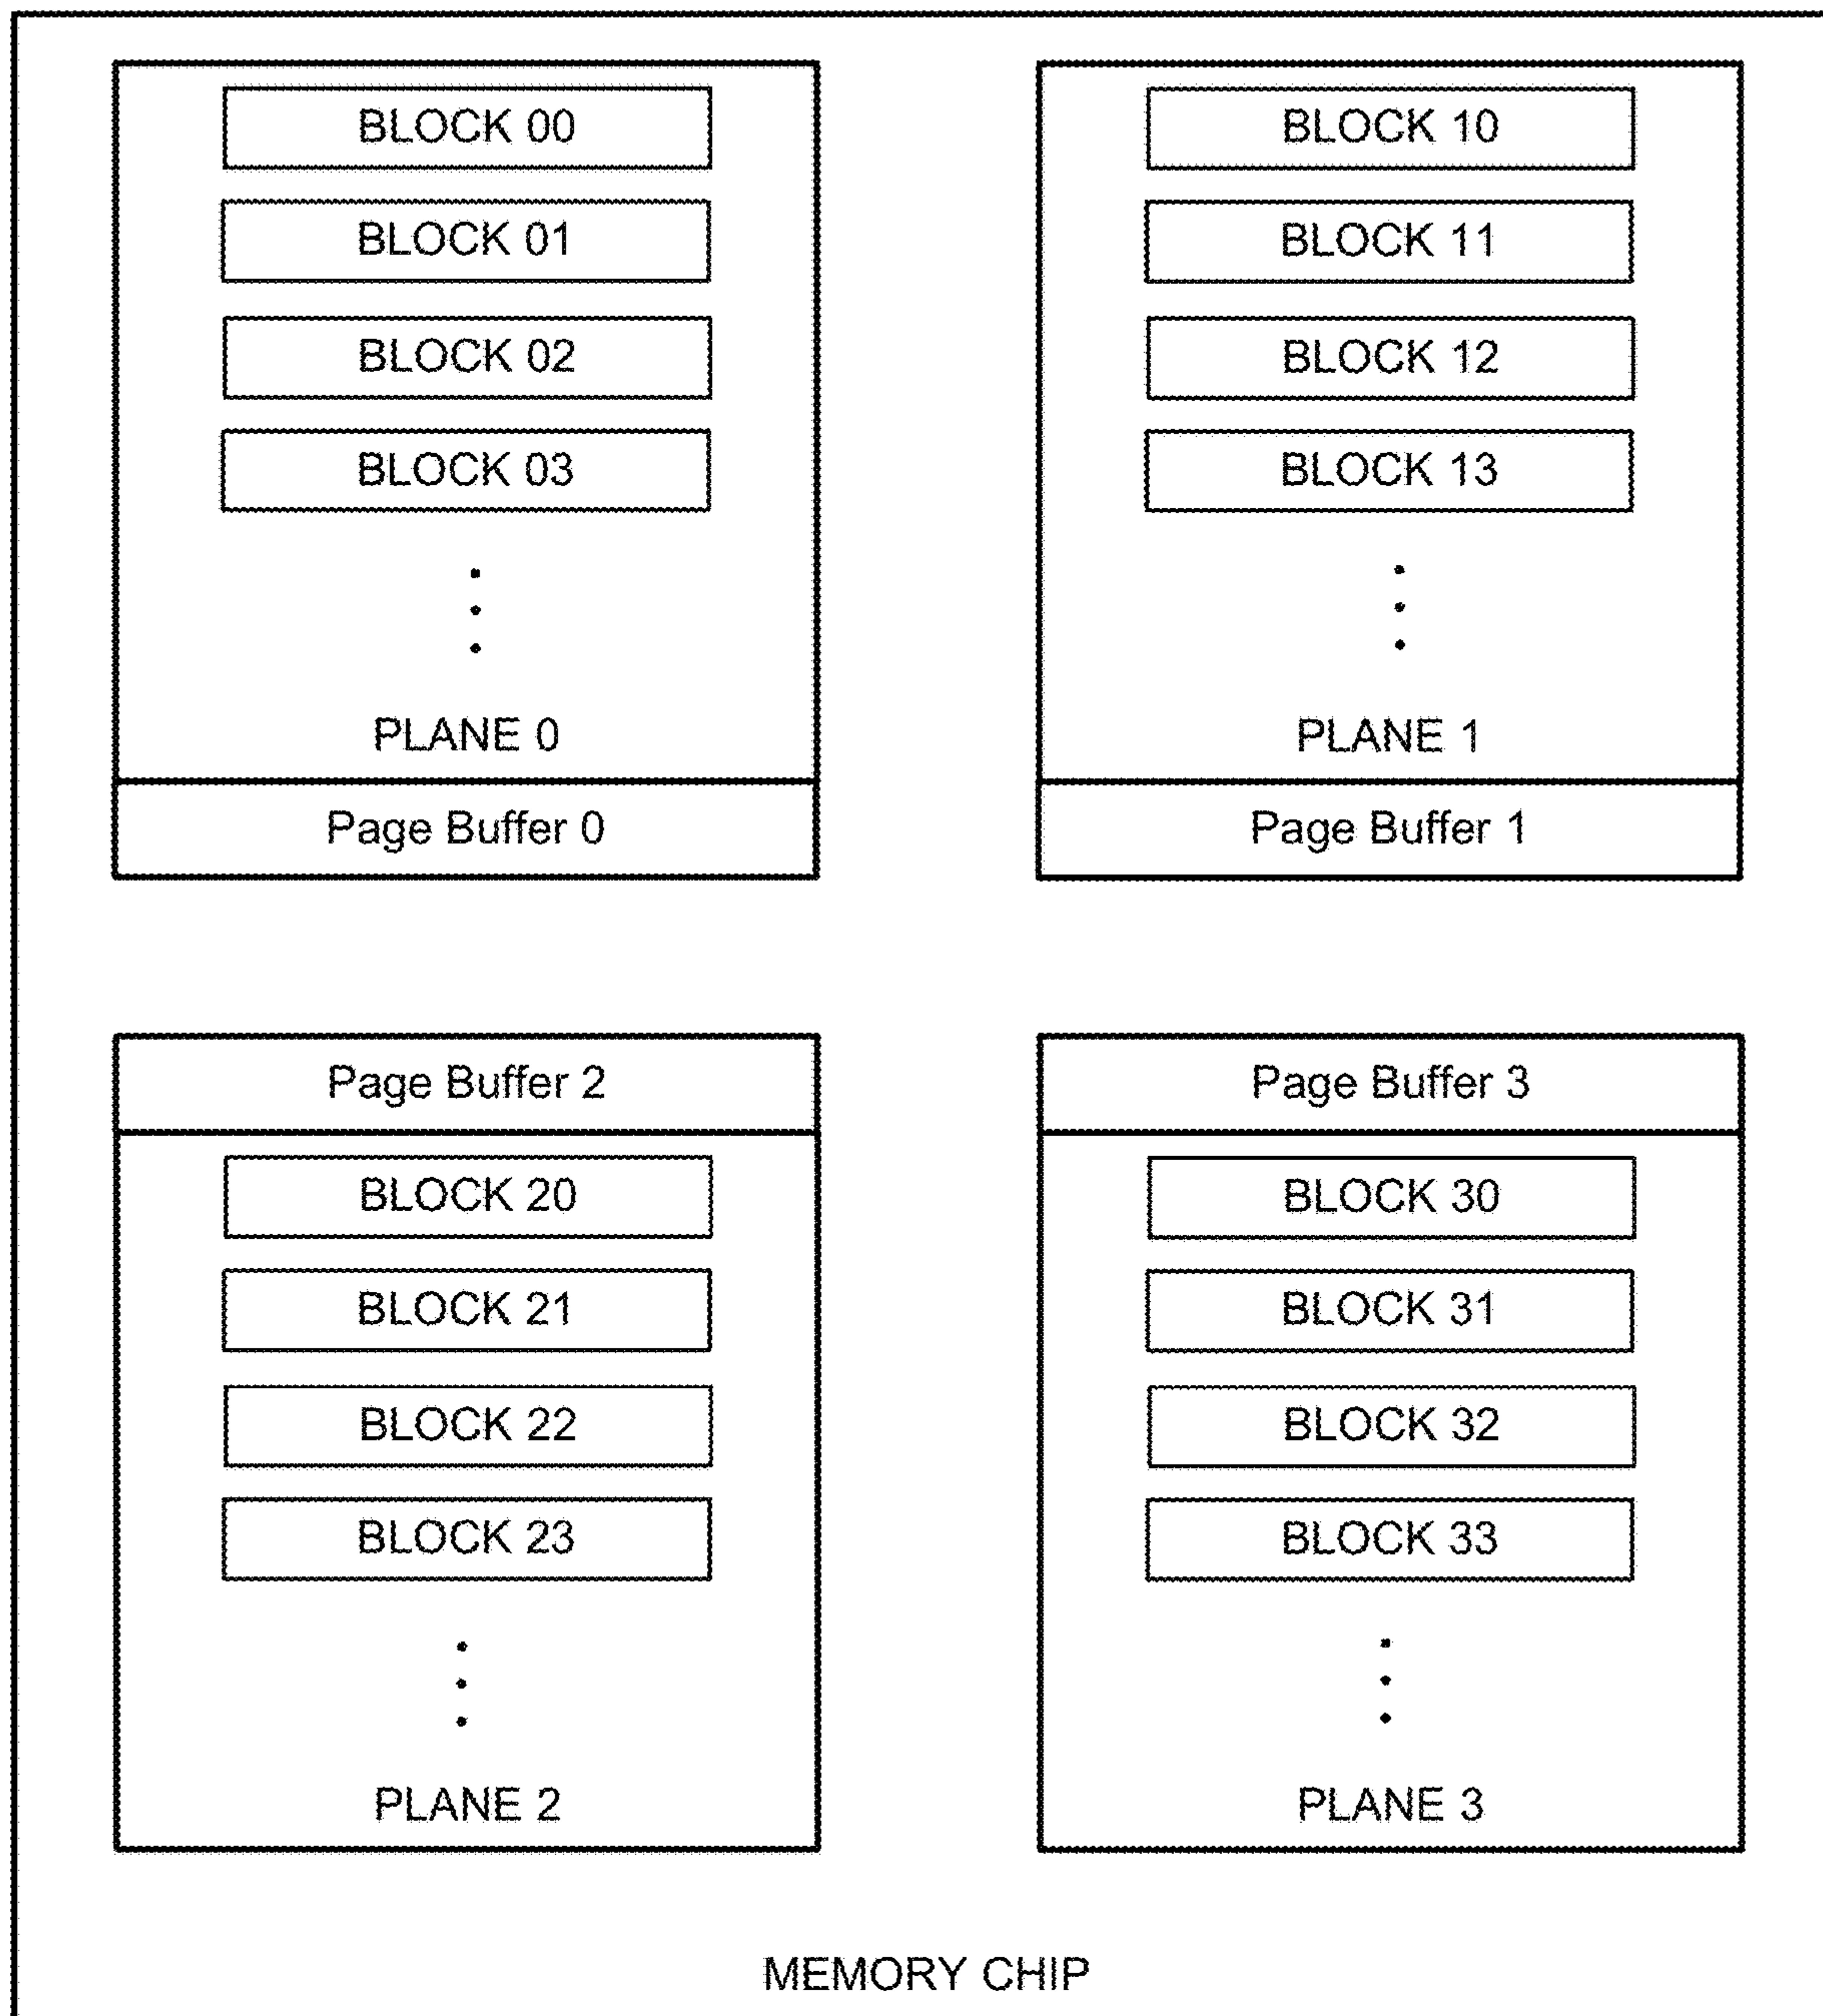 BLOCK 00
BLOCK 01
BLOCK 02
BLOCK 03
PLANE 0
Page Buffer 0
BLOCK 10
BLOCK 11
BLOCK 12
BLOCK 13
PLANE 1
Page Buffer 1
Page Buffer 2
BLOCK 20
BLOCK 21
BLOCK 22
BLOCK 23
PLANE 2
Page Buffer 3
BLOCK 30
BLOCK 31
BLOCK 32
BLOCK 33
PLANE 3
MEMORY CHIP